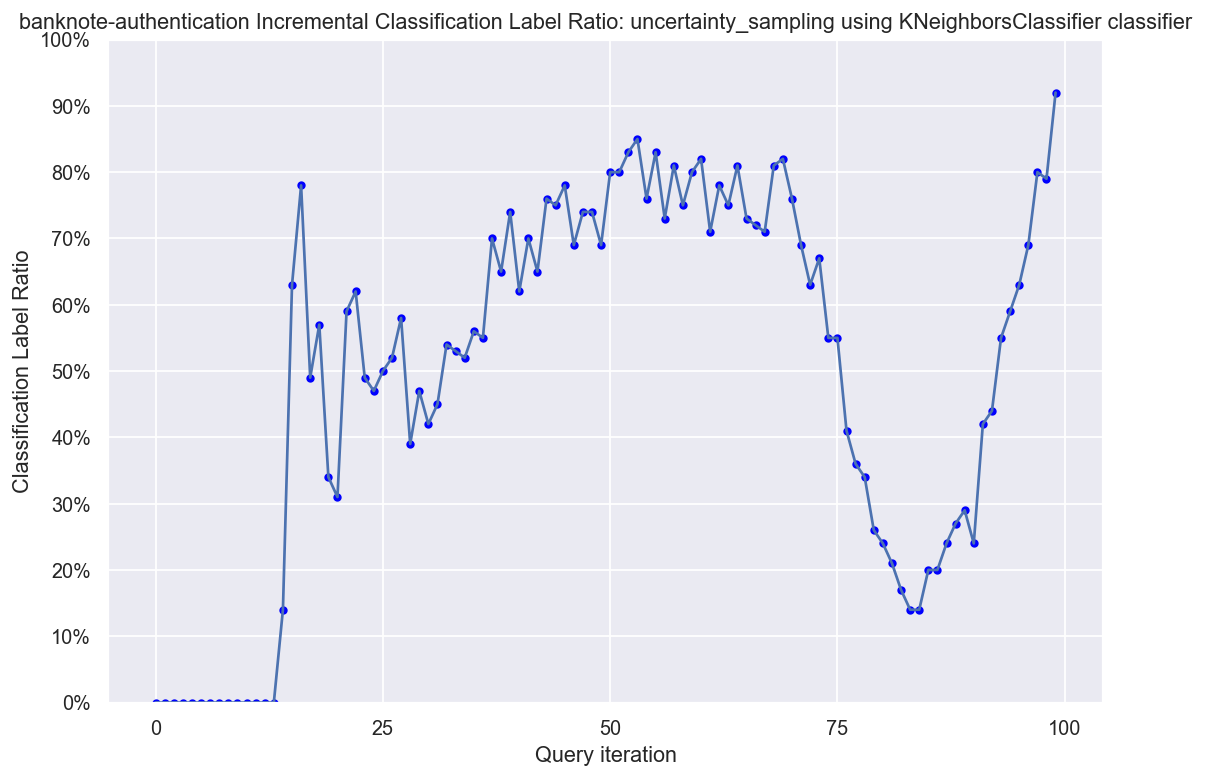 banknote-authentication Incremental Classification Label Ratio: uncertainty_sampling using KNeighborsClassifier classifier
100%
90%
80%
70%
60%
50%
40%
30%
20%
10%
0%
Classification Label Ratio
0 25 50 75 100
Query iteration